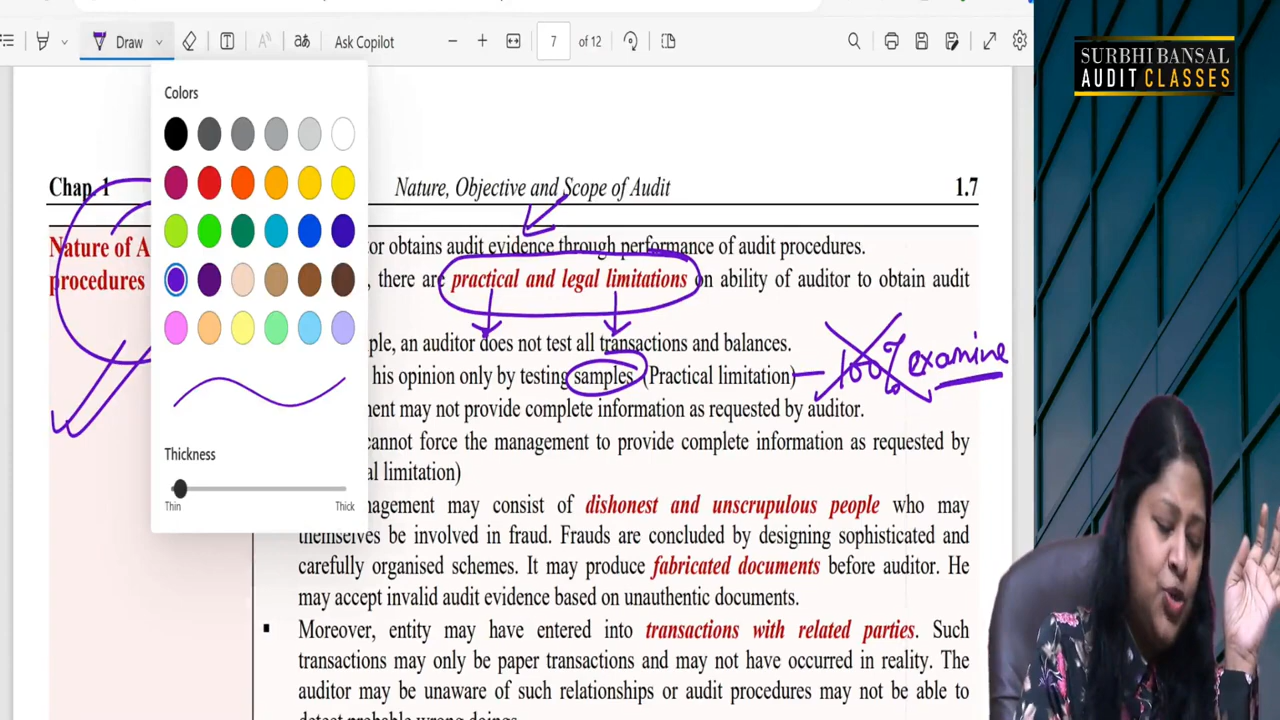 Draw
aあ
Ask Copilot
7
of 12
SURBHI BANSAL
AUDIT CLASSES
Colors
Thickness
Thin
Thick
Chap. 1
Nature, Objective and Scope of Audit
1.7
Nature of A
procedures
tor obtains audit evidence through performance of audit procedures.
, there are practical and legal limitations on ability of auditor to obtain audit
ple, an auditor does not test all transactions and balances.
his opinion only by testing samples. (Practical limitation)
100% examine
ment may not provide complete information as requested by auditor.
cannot force the management to provide complete information as requested by
al limitation)
nagement may consist of dishonest and unscrupulous people who may
themselves be involved in fraud. Frauds are concluded by designing sophisticated and
carefully organised schemes. It may produce fabricated documents before auditor. He
may accept invalid audit evidence based on unauthentic documents.
▪ Moreover, entity may have entered into transactions with related parties. Such
transactions may only be paper transactions and may not have occurred in reality. The
auditor may be unaware of such relationships or audit procedures may not be able to
detect probable wrong doings.